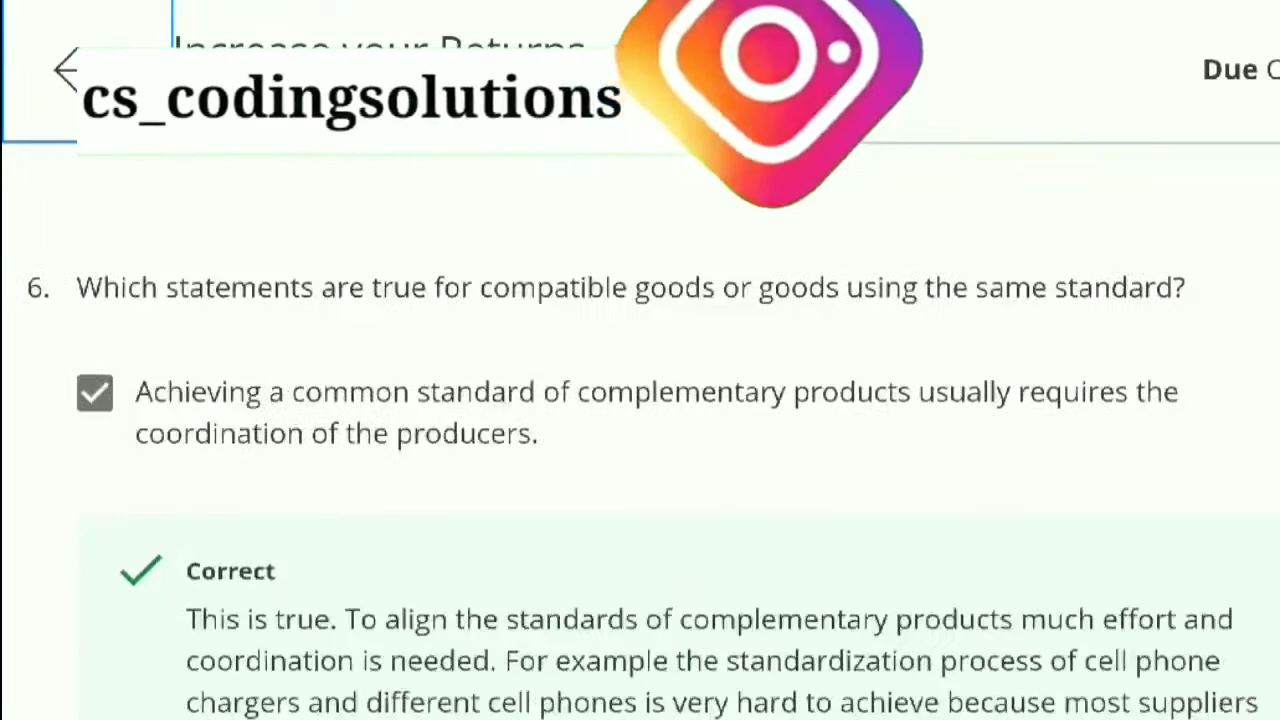 Increase your Returns
Due
cs_codingsolutions
6. Which statements are true for compatible goods or goods using the same standard?
Achieving a common standard of complementary products usually requires the
coordination of the producers.
Correct
This is true. To align the standards of complementary products much effort and
coordination is needed. For example the standardization process of cell phone
chargers and different cell phones is very hard to achieve because most suppliers